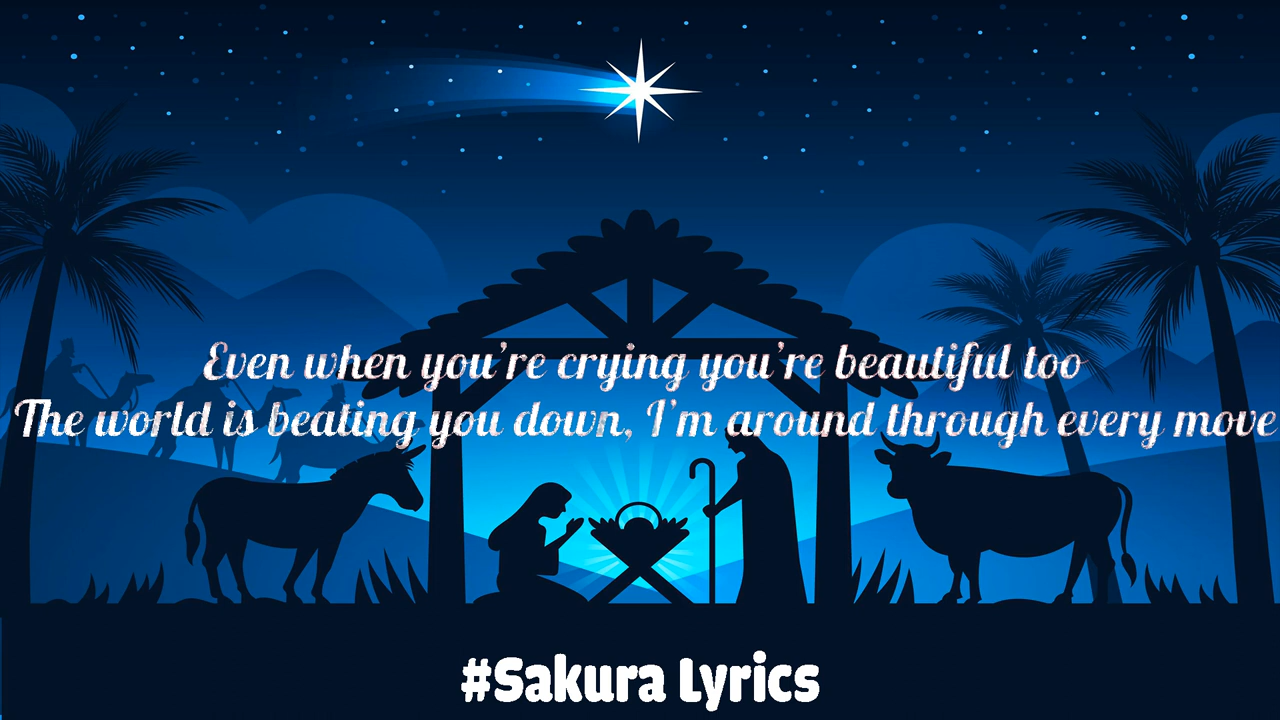 Even when you're crying you're beautiful too
The world is beating you down, I'm around through every move
#Sakura Lyrics